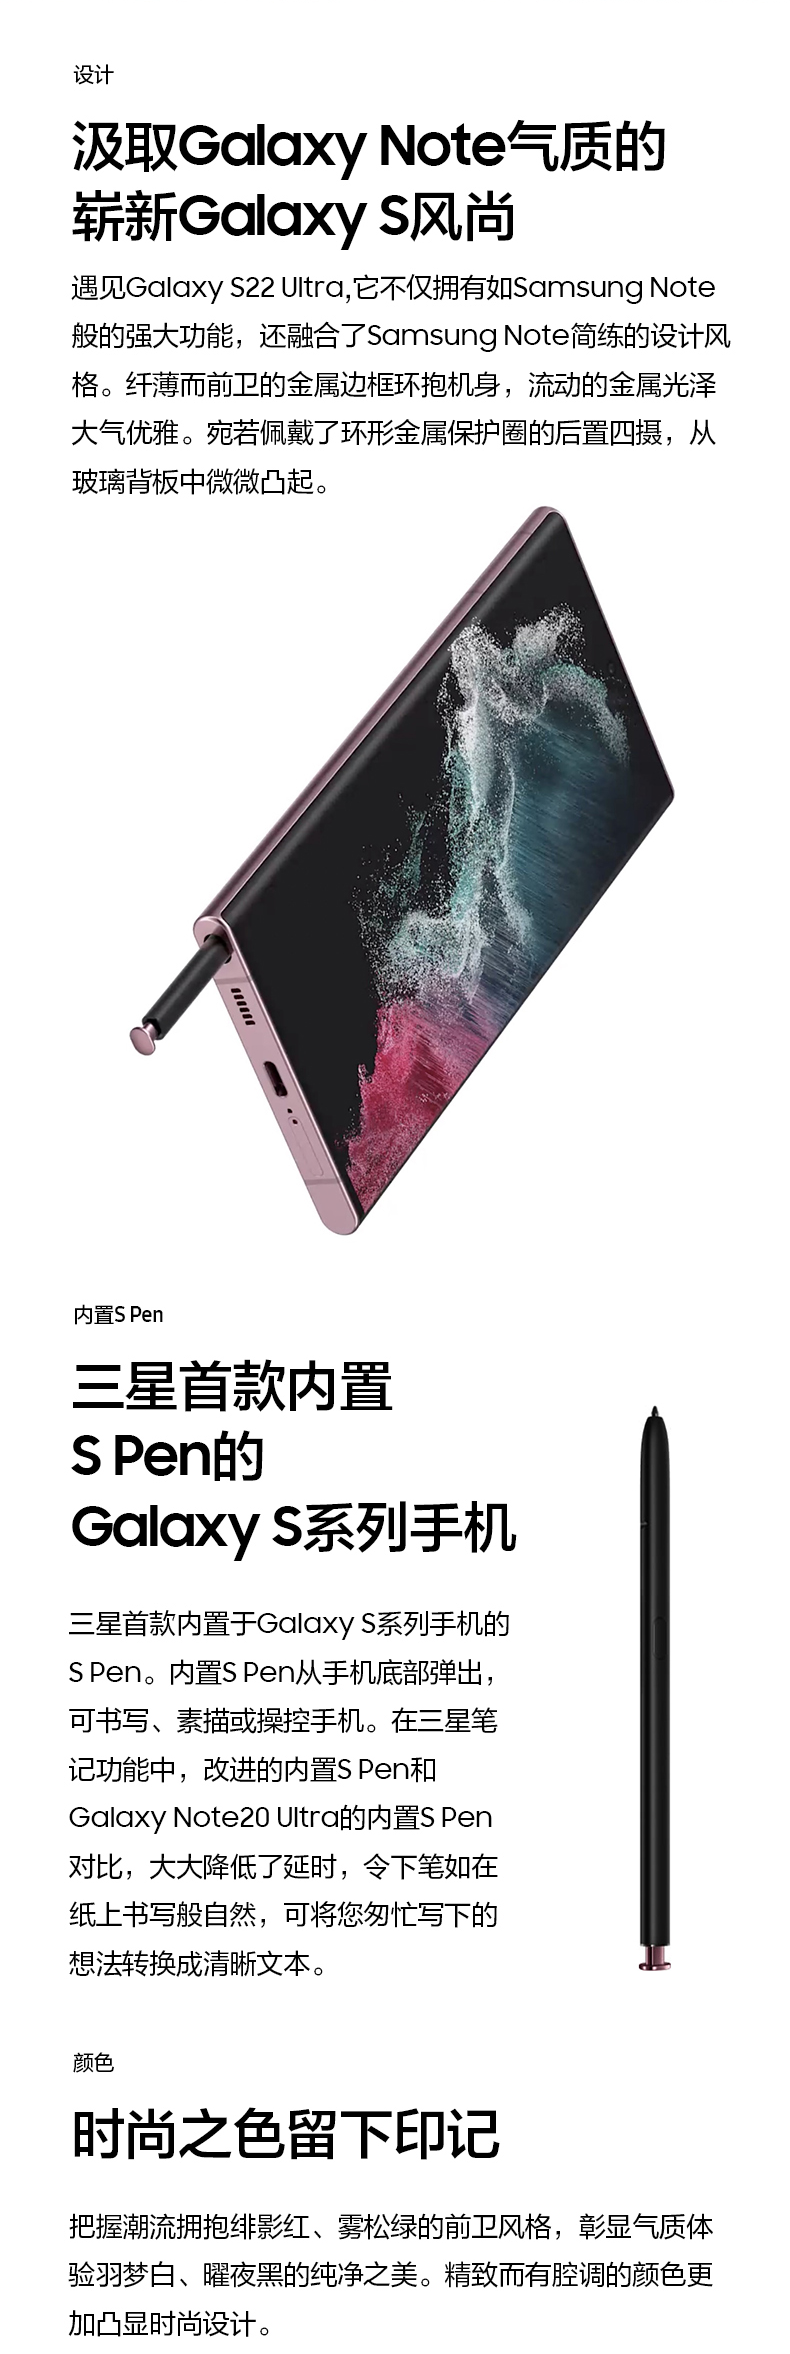 设计
汲取Galaxy Note气质的
崭新Galaxy S风尚
遇见Galaxy S22 Ultra,它不仅拥有如Samsung Note
般的强大功能，还融合了Samsung Note简练的设计风
格。纤薄而前卫的金属边框环抱机身，流动的金属光泽
大气优雅。宛若佩戴了环形金属保护圈的后置四摄，从
玻璃背板中微微凸起。
内置S Pen
三星首款内置
S Pen的
Galaxy S系列手机
三星首款内置于Galaxy S系列手机的
S Pen。内置S Pen从手机底部弹出，
可书写、素描或操控手机。在三星笔
记功能中，改进的内置S Pen和
Galaxy Note20 Ultra的内置S Pen
对比，大大降低了延时，令下笔如在
纸上书写般自然，可将您匆忙写下的
想法转换成清晰文本。
颜色
时尚之色留下印记
把握潮流拥抱绯影红、雾松绿的前卫风格，彰显气质体
验羽梦白、曜夜黑的纯净之美。精致而有腔调的颜色更
加凸显时尚设计。